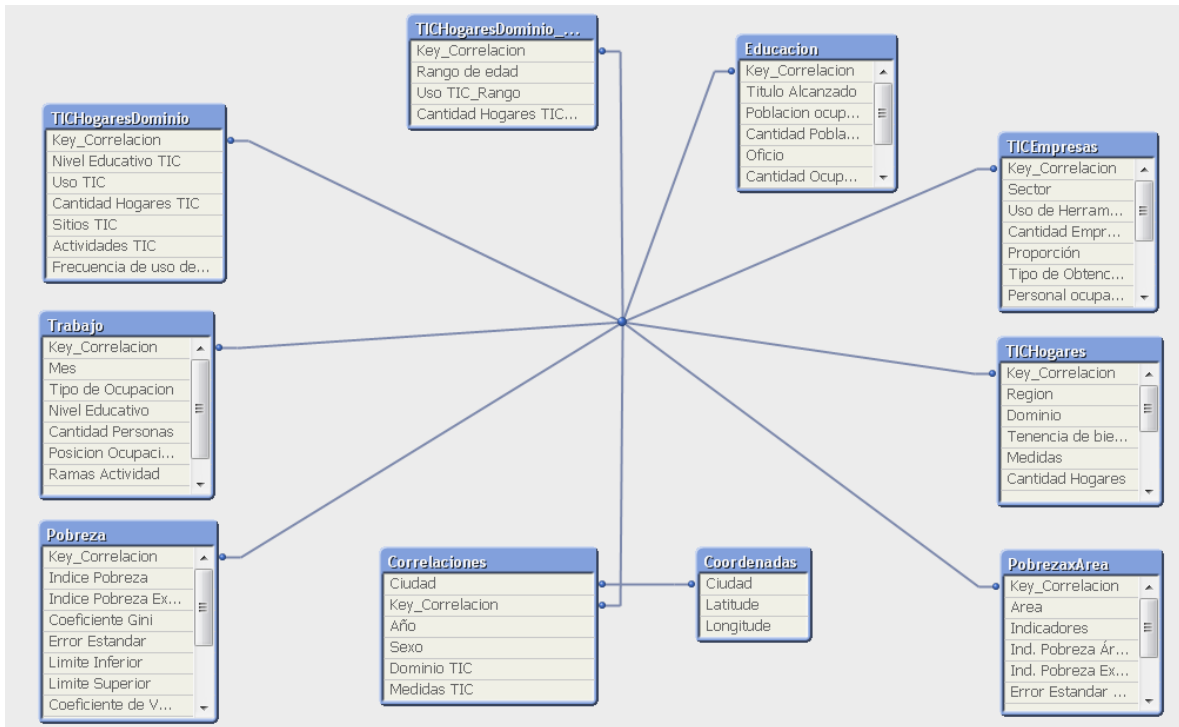 TICHogaresDominio_...
Key_Correlacion
Rango de edad
Uso TIC_Rango
Cantidad Hogares TIC...
Educacion
Key_Correlacion
Titulo Alcanzado
Poblacion ocup...
Cantidad Pobla...
Oficio
Cantidad Ocup...
TICHogaresDominio
Key_Correlacion
Nivel Educativo TIC
Uso TIC
Cantidad Hogares TIC
Sitios TIC
Actividades TIC
Frecuencia de uso de...
TICEmpresas
Key_Correlacion
Sector
Uso de Herram...
Cantidad Empr...
Proporción
Tipo de Obtenc...
Personal ocupa...
Trabajo
Key_Correlacion
Mes
Tipo de Ocupacion
Nivel Educativo
Cantidad Personas
Posicion Ocupaci...
Ramas Actividad
TICHogares
Key_Correlacion
Region
Dominio
Tenencia de bie...
Medidas
Cantidad Hogares
Pobreza
Key_Correlacion
Indice Pobreza
Indice Pobreza Ex...
Coeficiente Gini
Error Estandar
Limite Inferior
Limite Superior
Coeficiente de V...
Correlaciones
Ciudad
Key_Correlacion
Año
Sexo
Dominio TIC
Medidas TIC
Coordenadas
Ciudad
Latitude
Longitude
PobrezaxÁrea
Key_Correlacion
Area
Indicadores
Ind. Pobreza Ár...
Ind. Pobreza Ex...
Error Estandar ...